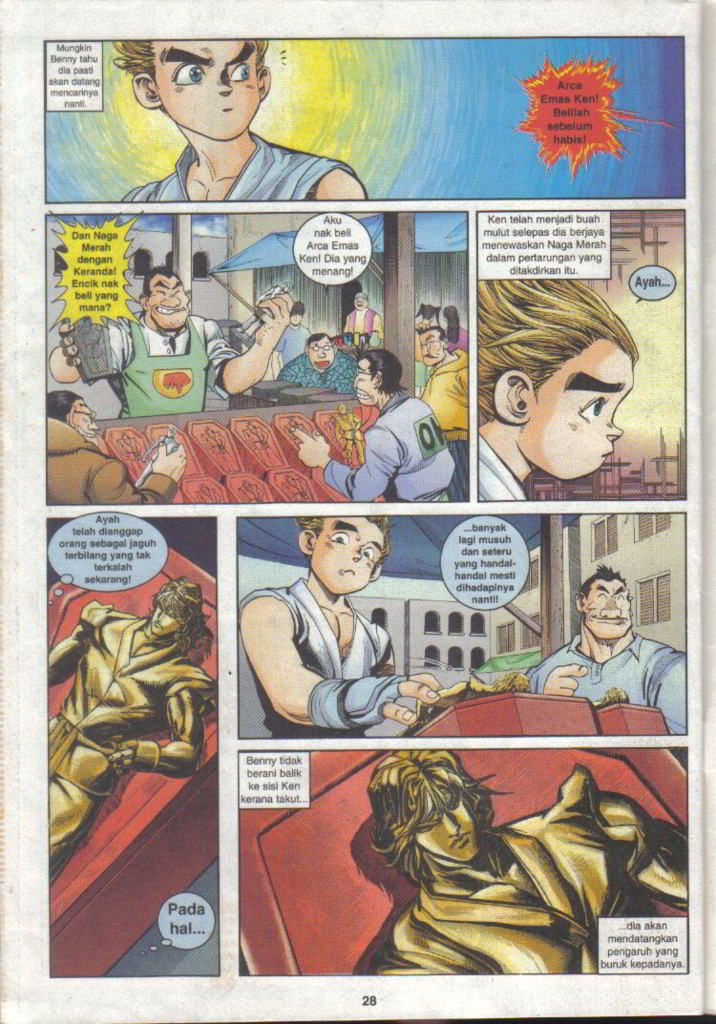 Mungkin
Benny tahu
dia pasti
akan datang
mencarinya
nanti.
Arca
Emas Ken!
Belilah
sebelum
habis!
Dan Naga
Merah
dengan
Keranda!
Encik nak
beli yang
mana?
Aku
nak beli
Arca Emas
Ken! Dia yang
menang!
Ken telah menjadi buah
mulut selepas dia berjaya
menewaskan Naga Merah
dalam pertarungan yang
ditakdirkan itu.
Ayah...
Ayah
telah dianggap
orang sebagai jaguh
terbilang yang tak
terkalah
sekarang!
...banyak
lagi musuh
dan seteru
yang handal-
handal mesti
dihadapinya
nanti!
Pada
hal...
Benny tidak
berani balik
ke sisi Ken
kerana takut...
...dia akan
mendatangkan
pengaruh yang
buruk kepadanya.
28